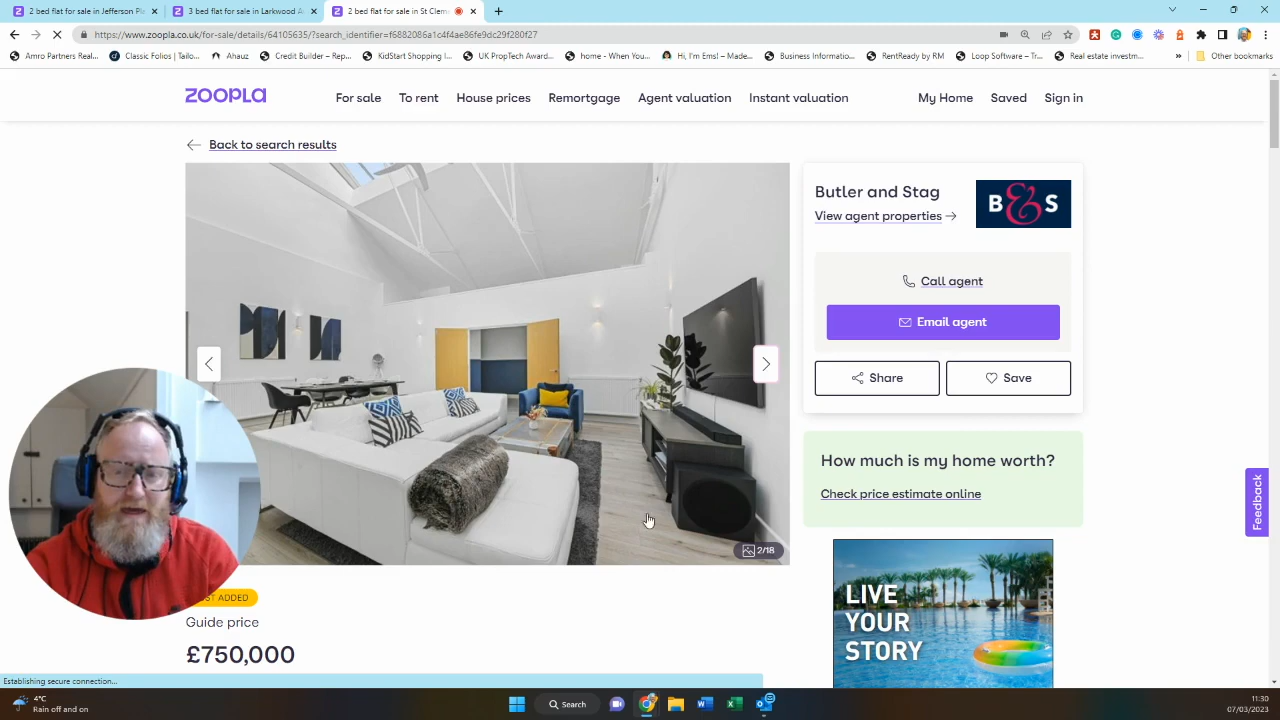 2 bed flat for sale in Jefferson Pl
3 bed flat for sale in Larkwood A
2 bed flat for sale in St Clem
https://www.zoopla.co.uk/for-sale/details/64105635/?search_identifier=f6882086a1c4f4ae86fe9dc29f280f27
Amro Partners Real...
Classic Folios | Tailo...
Ahauz
Credit Builder – Rep...
KidStart Shopping I...
UK PropTech Award...
home - When You...
Hi, I'm Ems! – Made...
Business Informatio...
RentReady by RM
Loop Software – Tr...
Real estate investm...
Other bookmarks
ZOOPLA
For sale
To rent
House prices
Remortgage
Agent valuation
Instant valuation
My Home
Saved
Sign in
Back to search results
2/18
Butler and Stag
View agent properties
B&S
Call agent
Email agent
Share
Save
How much is my home worth?
Check price estimate online
Feedback
LIVE
YOUR
STORY
ADDED
Guide price
£750,000
Establishing secure connection...
4°C
Rain off and on
Search
11:30
07/03/2023